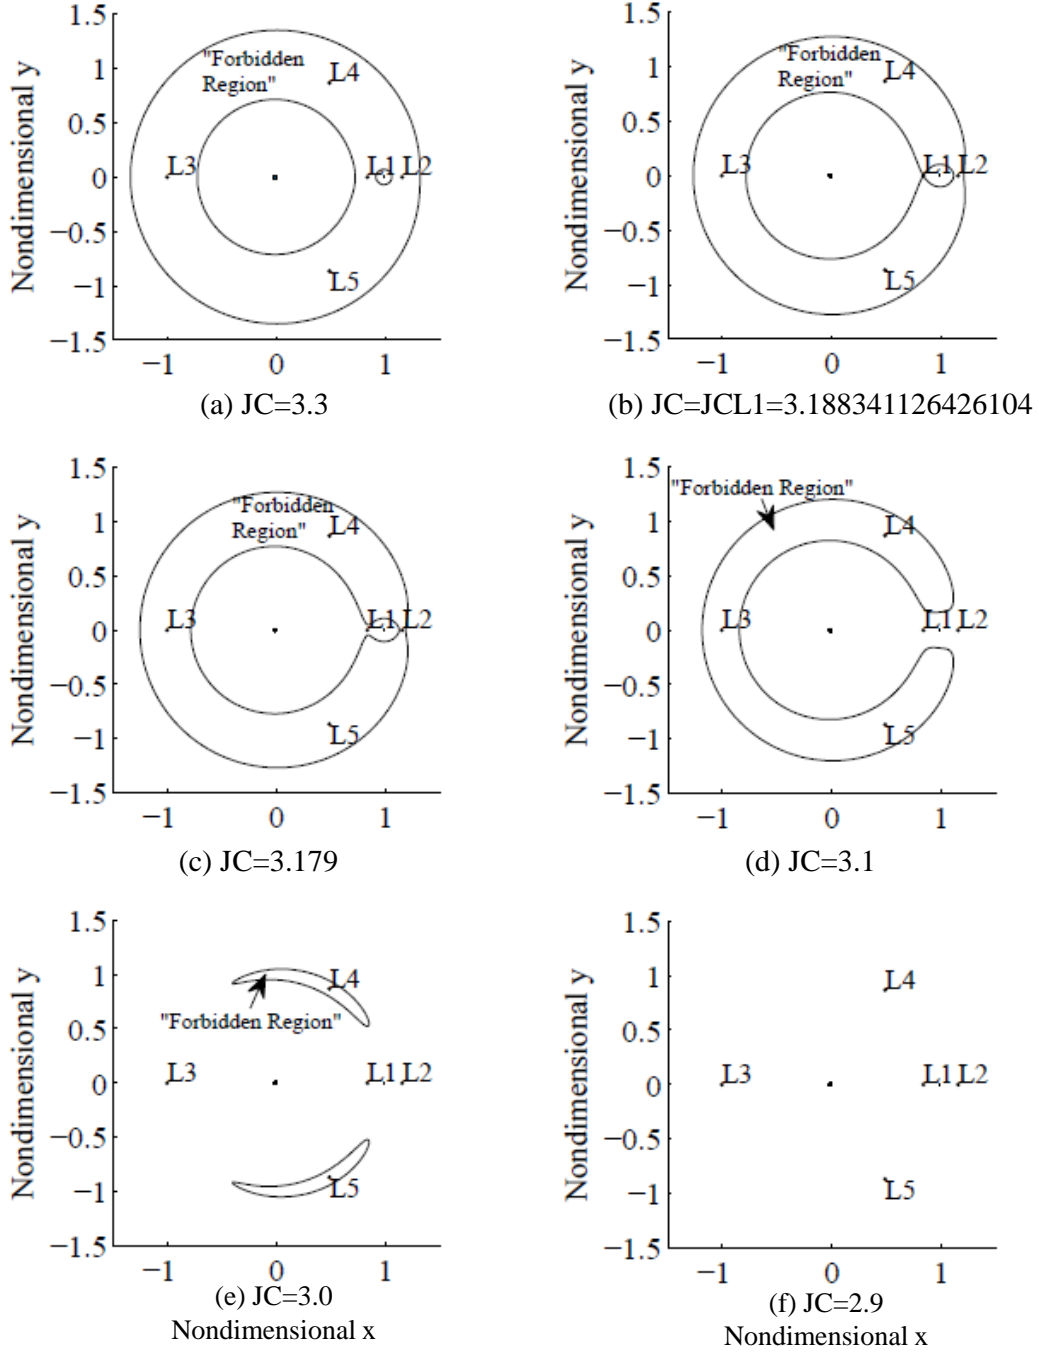 1.5
1
0.5
0
−0.5
−1
−1.5
Nondimensional y
"Forbidden
Region"
L4
L3
L1
L2
L5
−1
0
1
(a) JC=3.3
1.5
1
0.5
0
−0.5
−1
−1.5
Nondimensional y
"Forbidden
Region"
L4
L3
L1
L2
L5
−1
0
1
(b) JC=JCL1=3.188341126426104
1.5
1
0.5
0
−0.5
−1
−1.5
Nondimensional y
"Forbidden
Region"
L4
L3
L1
L2
L5
−1
0
1
(c) JC=3.179
1.5
1
0.5
0
−0.5
−1
−1.5
Nondimensional y
"Forbidden Region"
L4
L3
L1
L2
L5
−1
0
1
(d) JC=3.1
1.5
1
0.5
0
−0.5
−1
−1.5
Nondimensional y
L4
"Forbidden Region"
L3
L1
L2
L5
−1
0
1
(e) JC=3.0
Nondimensional x
1.5
1
0.5
0
−0.5
−1
−1.5
Nondimensional y
L4
L3
L1
L2
L5
−1
0
1
(f) JC=2.9
Nondimensional x